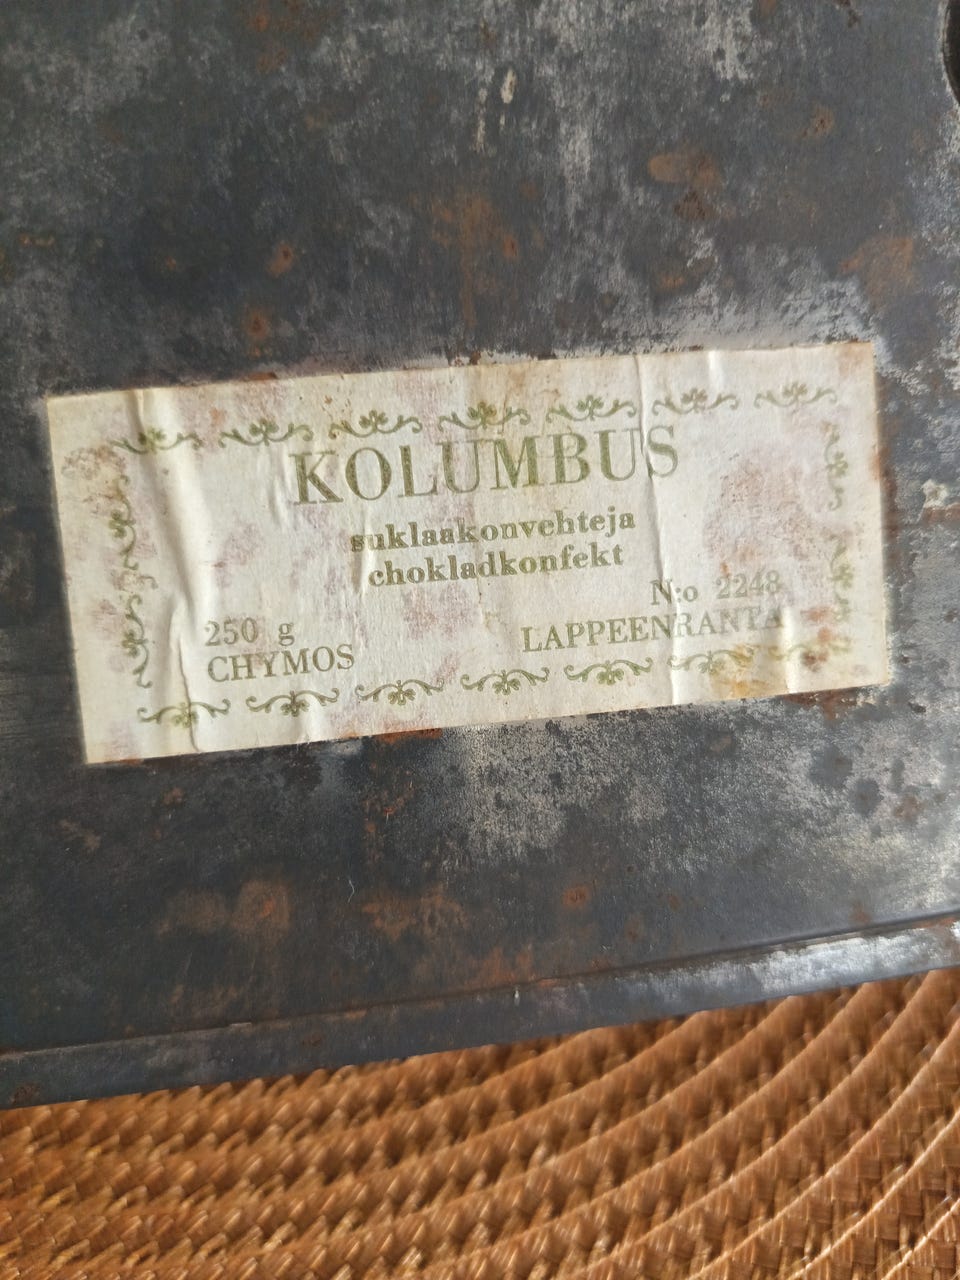 KOLUMBUS
suklaakonvehteja
chokladkonfekt
N:o 2248
250 g
LAPPEENRANTA
CHYMOS